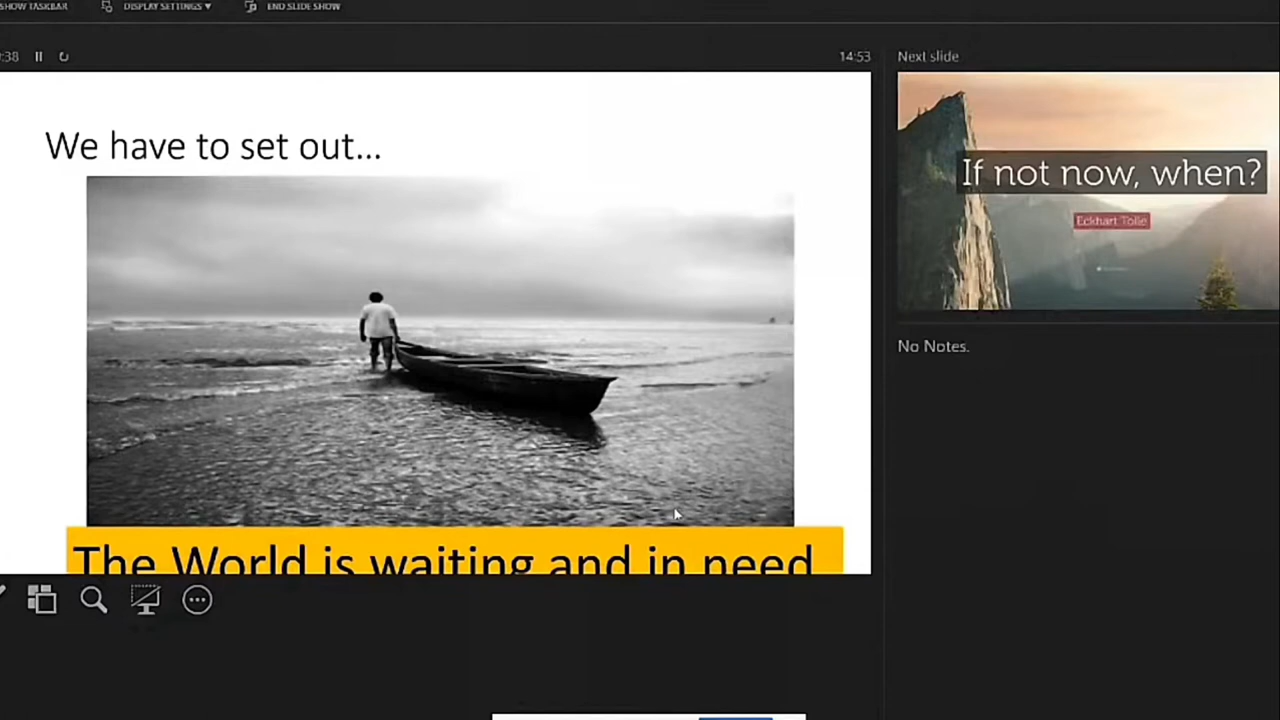 SHOW TASKBAR DISPLAY SETTINGS ▼ END SLIDE SHOW
:38 14:53 Next slide
We have to set out...
The World is waiting and in need
If not now, when?
Eckhart Tolle
No Notes.